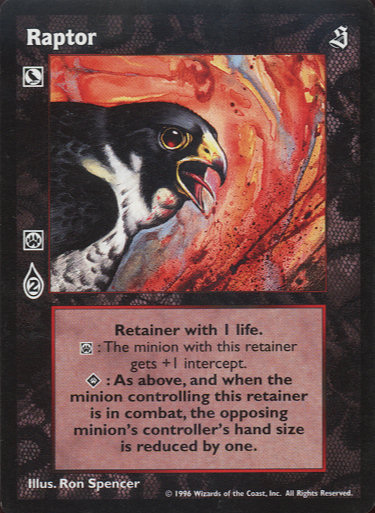 Raptor
2
Retainer with 1 life.
: The minion with this retainer
gets +1 intercept.
: As above, and when the
minion controlling this retainer
is in combat, the opposing
minion's controller's hand size
is reduced by one.
Illus. Ron Spencer
© 1996 Wizards of the Coast, Inc. All Rights Reserved.